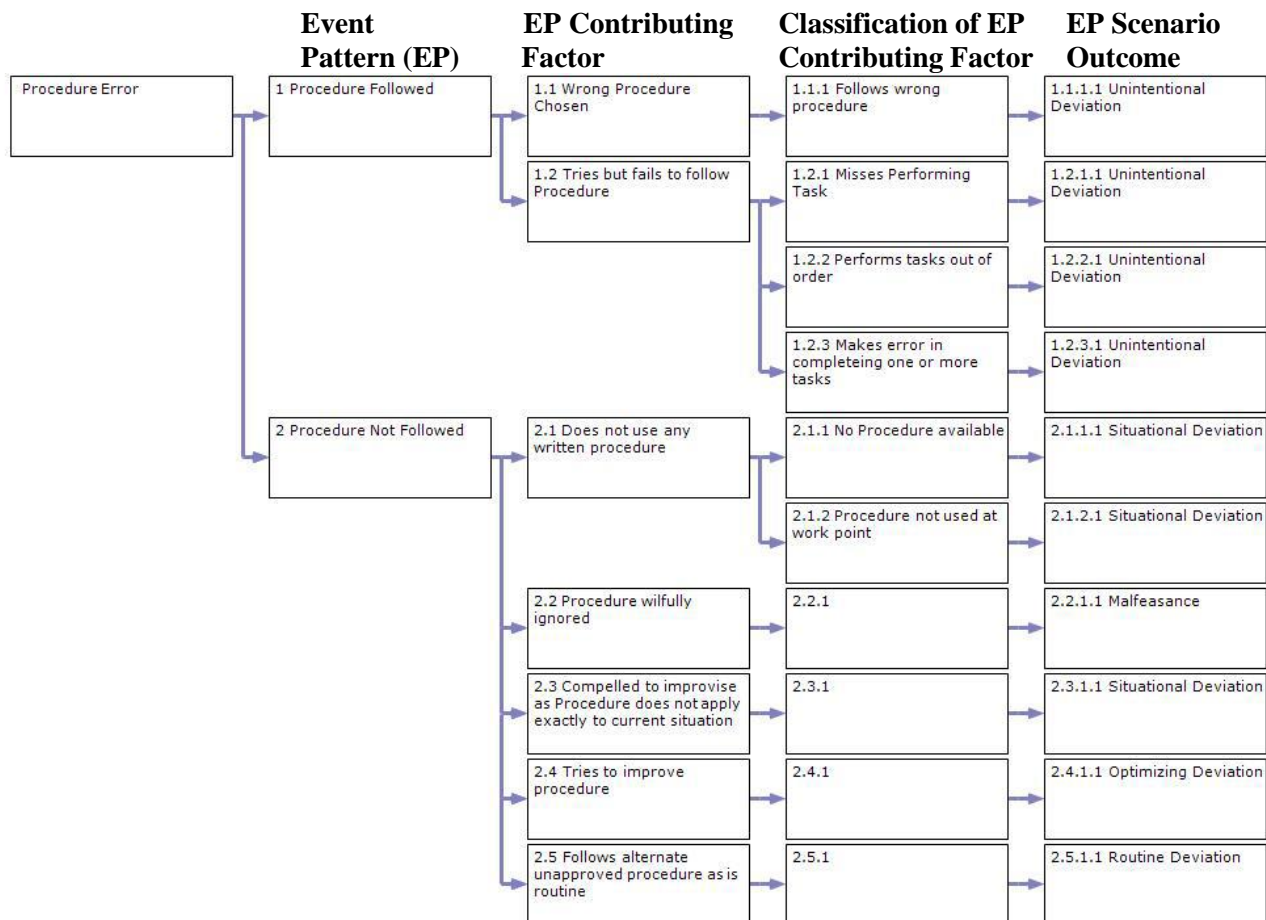 Event
Pattern (EP)
EP Contributing
Factor
Classification of EP
Contributing Factor
EP Scenario
Outcome
Procedure Error
1 Procedure Followed
1.1 Wrong Procedure
Chosen
1.1.1 Follows wrong
procedure
1.1.1.1 Unintentional
Deviation
1.2 Tries but fails to follow
Procedure
1.2.1 Misses Performing
Task
1.2.1.1 Unintentional
Deviation
1.2.2 Performs tasks out of
order
1.2.2.1 Unintentional
Deviation
1.2.3 Makes error in
completeing one or more
tasks
1.2.3.1 Unintentional
Deviation
2 Procedure Not Followed
2.1 Does not use any
written procedure
2.1.1 No Procedure available
2.1.1.1 Situational Deviation
2.1.2 Procedure not used at
work point
2.1.2.1 Situational Deviation
2.2 Procedure wilfully
ignored
2.2.1
2.2.1.1 Malfeasance
2.3 Compelled to improvise
as Procedure does not apply
exactly to current situation
2.3.1
2.3.1.1 Situational Deviation
2.4 Tries to improve
procedure
2.4.1
2.4.1.1 Optimizing Deviation
2.5 Follows alternate
unapproved procedure as is
routine
2.5.1
2.5.1.1 Routine Deviation